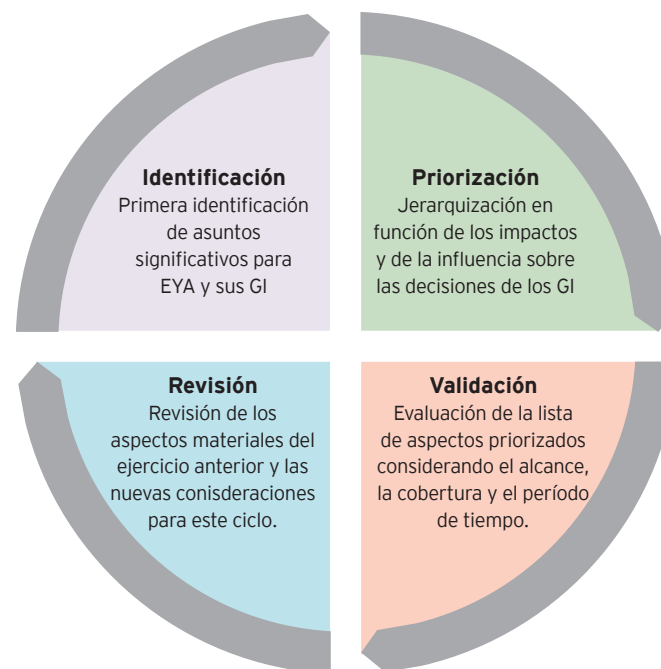 Identificación
Primera identificación
de asuntos
significativos para
EYA y sus GI
Priorización
Jerarquización en
función de los impactos
y de la influencia sobre
las decisiones de los GI
Revisión
Revisión de los
aspectos materiales del
ejercicio anterior y las
nuevas conisderaciones
para este ciclo.
Validación
Evaluación de la lista
de aspectos priorizados
considerando el alcance,
la cobertura y el período
de tiempo.